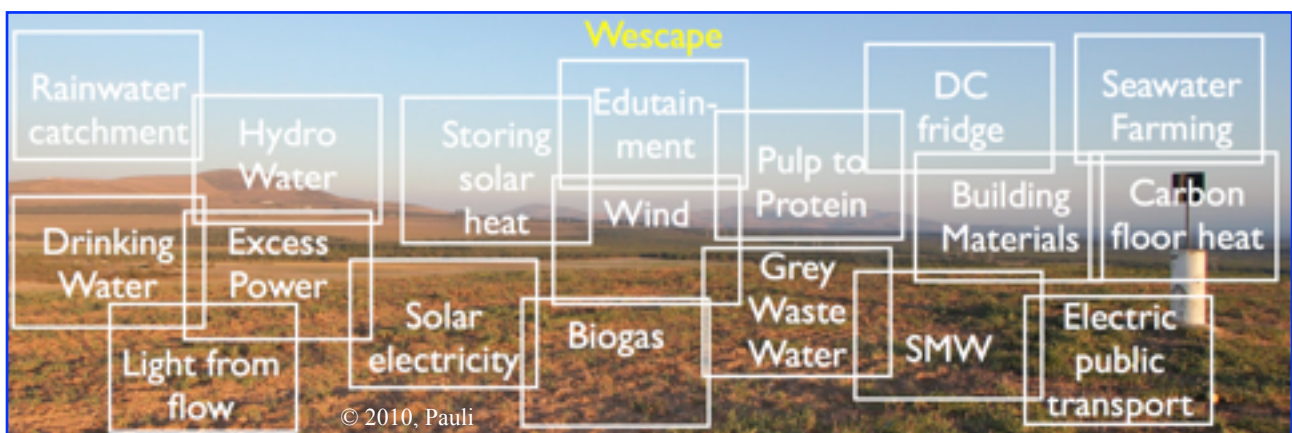 Wescape
Rainwater
catchment
Hydro
Water
Storing
solar
heat
Edutain-
ment
Pulp to
Protein
DC
fridge
Seawater
Farming
Drinking
Water
Excess
Power
Wind
Building
Materials
Carbon
floor heat
Light from
flow
Solar
electricity
Biogas
Grey
Waste
Water
SMW
Electric
public
transport
© 2010, Pauli